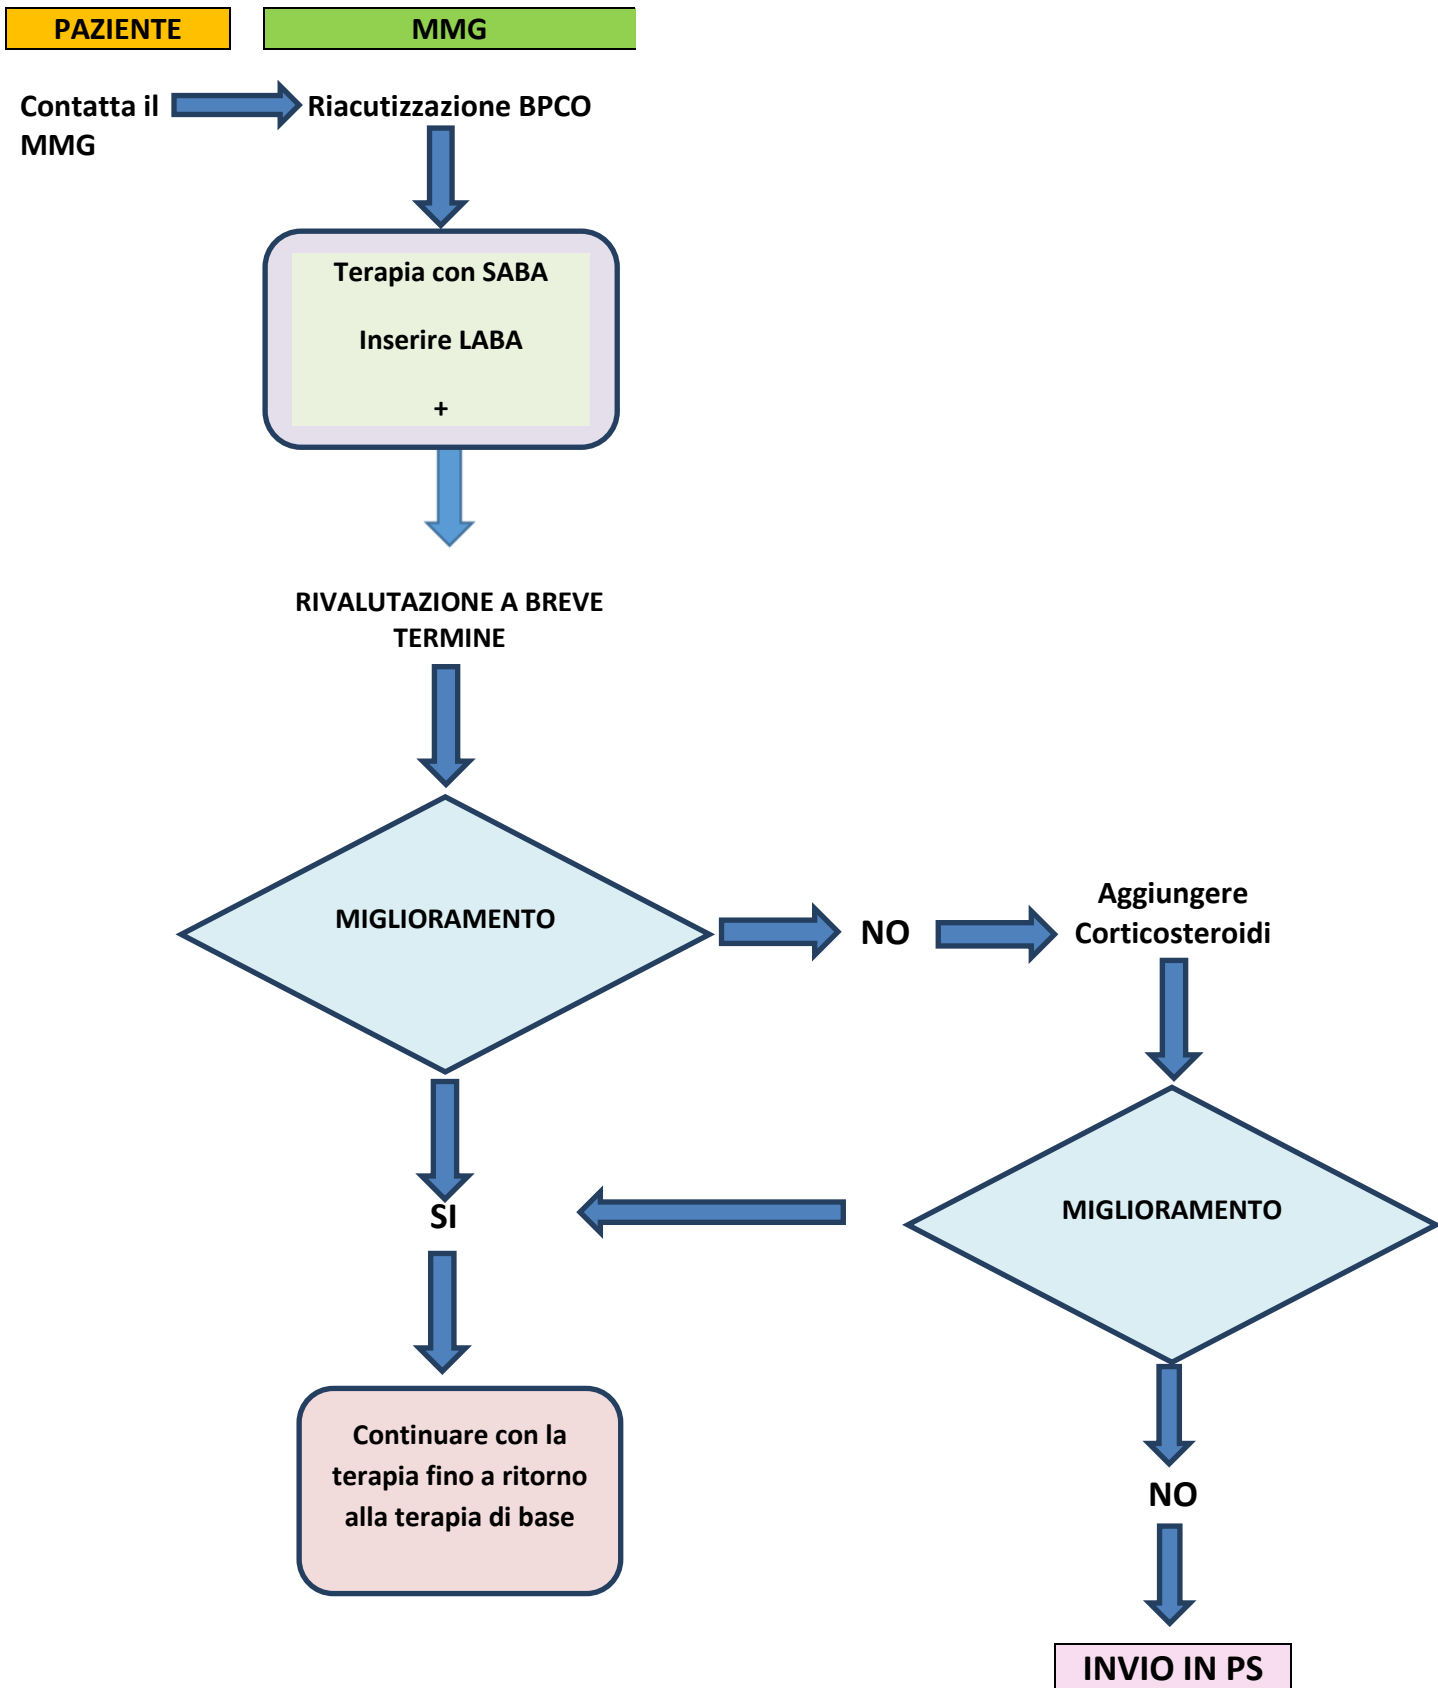 PAZIENTE
MMG
Contatta il
MMG
Riacutizzazione BPCO
Terapia con SABA
Inserire LABA
+
RIVALUTAZIONE A BREVE
TERMINE
MIGLIORAMENTO
NO
Aggiungere
Corticosteroidi
MIGLIORAMENTO
SI
Continuare con la
terapia fino a ritorno
alla terapia di base
NO
INVIO IN PS